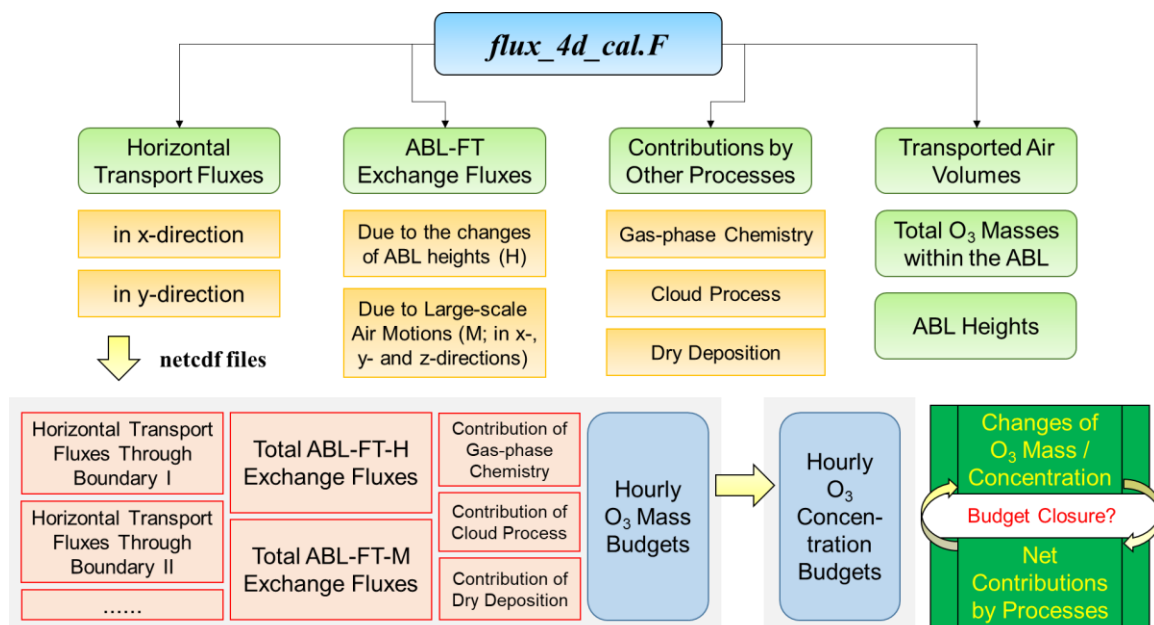 flux_4d_cal.F
Horizontal
Transport Fluxes
ABL-FT
Exchange Fluxes
Contributions by
Other Processes
Transported Air
Volumes
in x-direction
in y-direction
Due to the changes
of ABL heights (H)
Due to Large-scale
Air Motions (M; in x-,
y- and z-directions)
Gas-phase Chemistry
Cloud Process
Dry Deposition
Total O₃ Masses
within the ABL
ABL Heights
netcdf files
Horizontal Transport
Fluxes Through
Boundary I
Horizontal Transport
Fluxes Through
Boundary II
......
Total ABL-FT-H
Exchange Fluxes
Total ABL-FT-M
Exchange Fluxes
Contribution of
Gas-phase
Chemistry
Contribution of
Cloud Process
Contribution of
Dry Deposition
Hourly
O₃ Mass
Budgets
Hourly
O₃
Concen-
tration
Budgets
Changes of
O₃ Mass /
Concentration
Budget Closure?
Net
Contributions
by Processes